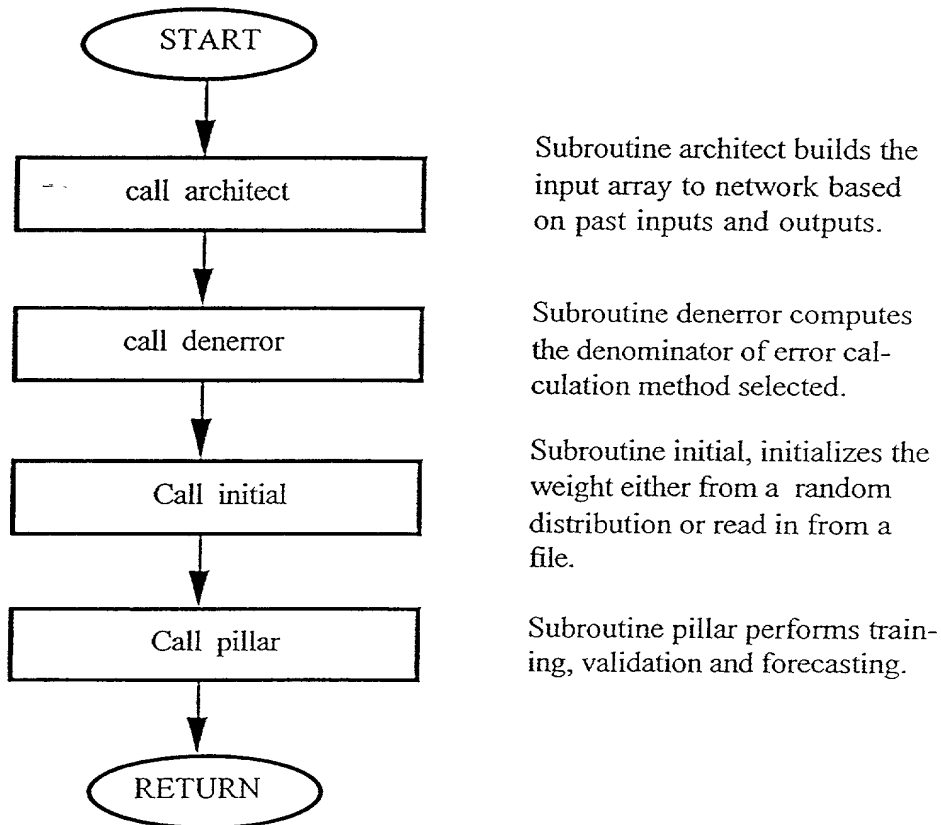 START
call architect
Subroutine architect builds the
input array to network based
on past inputs and outputs.
call denerror
Subroutine denerror computes
the denominator of error cal-
culation method selected.
Call initial
Subroutine initial, initializes the
weight either from a random
distribution or read in from a
file.
Call pillar
Subroutine pillar performs train-
ing, validation and forecasting.
RETURN